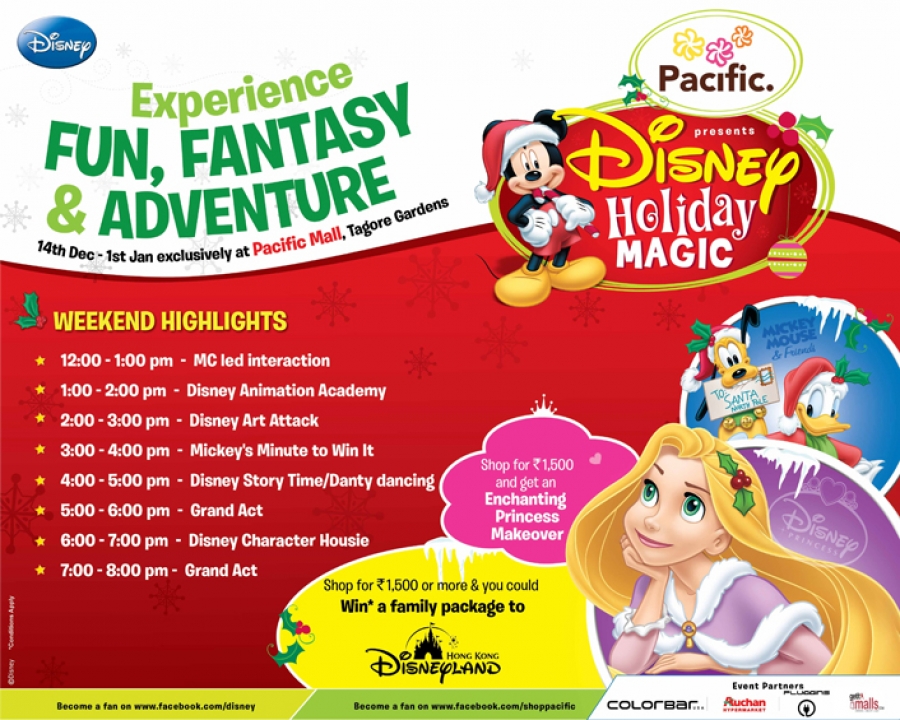 Disney
Experience
FUN, FANTASY
& ADVENTURE
14th Dec - 1st Jan exclusively at Pacific Mall, Tagore Gardens
Pacific.
presents
Disney
Holiday
MAGIC
WEEKEND HIGHLIGHTS
12:00 - 1:00 pm - MC led interaction
1:00 - 2:00 pm - Disney Animation Academy
2:00 - 3:00 pm - Disney Art Attack
3:00 - 4:00 pm - Mickey's Minute to Win It
4:00 - 5:00 pm - Disney Story Time/Danty dancing
5:00 - 6:00 pm - Grand Act
6:00 - 7:00 pm - Disney Character Housie
7:00 - 8:00 pm - Grand Act
MICKEY
MOUSE
& Friends
TO:
SANTA
NORTH POLE
Shop for ₹1,500
and get an
Enchanting
Princess
Makeover
Disney
PRINCESS
Shop for ₹1,500 or more & you could
Win* a family package to
HONG KONG
DISNEYLAND
©Disney *Conditions Apply
Become a fan on www.facebook.com/disney
Become a fan on www.facebook.com/shoppacific
Event Partners
COLORBAR
Auchan
HYPERMARKET
PLUGGNS
malls